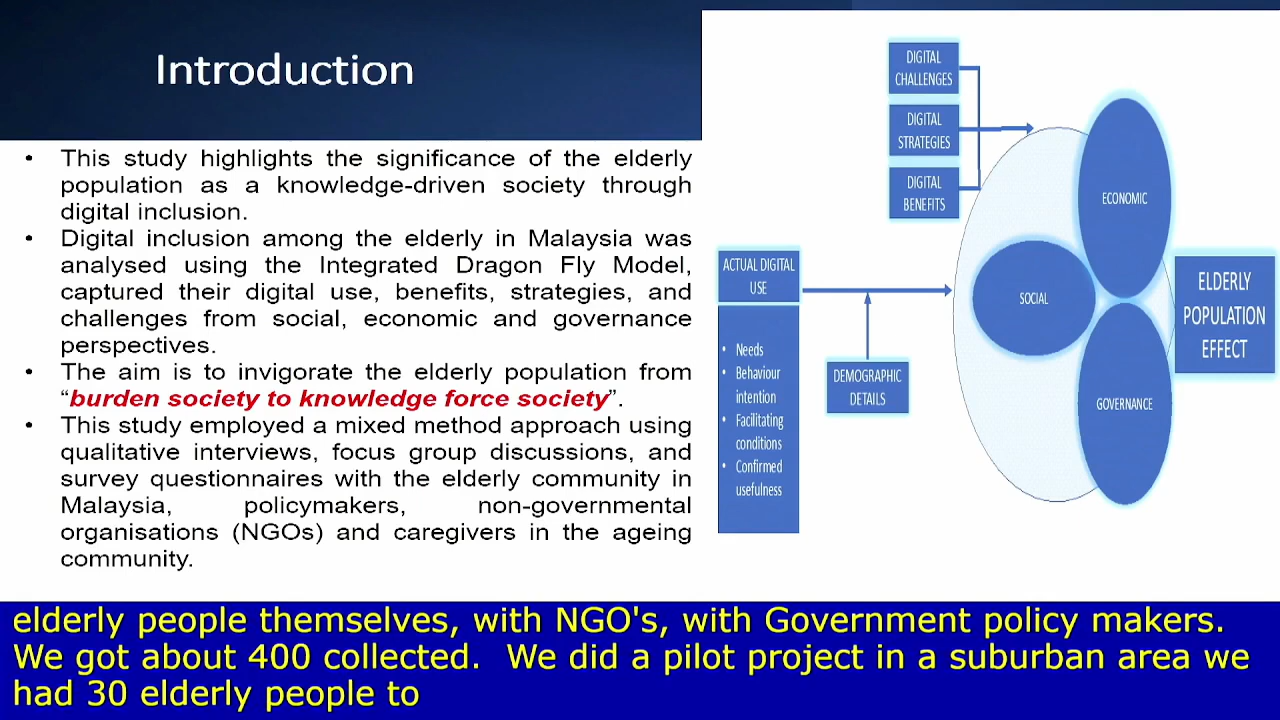 Introduction
• This study highlights the significance of the elderly
population as a knowledge-driven society through
digital inclusion.
• Digital inclusion among the elderly in Malaysia was
analysed using the Integrated Dragon Fly Model,
captured their digital use, benefits, strategies, and
challenges from social, economic and governance
perspectives.
• The aim is to invigorate the elderly population from
“burden society to knowledge force society”.
• This study employed a mixed method approach using
qualitative interviews, focus group discussions, and
survey questionnaires with the elderly community in
Malaysia, policymakers, non-governmental
organisations (NGOs) and caregivers in the ageing
community.
DIGITAL
CHALLENGES
DIGITAL
STRATEGIES
DIGITAL
BENEFITS
ACTUAL DIGITAL
USE
• Needs
• Behaviour
intention
• Facilitating
conditions
• Confirmed
usefulness
DEMOGRAPHIC
DETAILS
SOCIAL
ECONOMIC
GOVERNANCE
ELDERLY
POPULATION
EFFECT
elderly people themselves, with NGO's, with Government policy makers.
We got about 400 collected.  We did a pilot project in a suburban area we
had 30 elderly people to